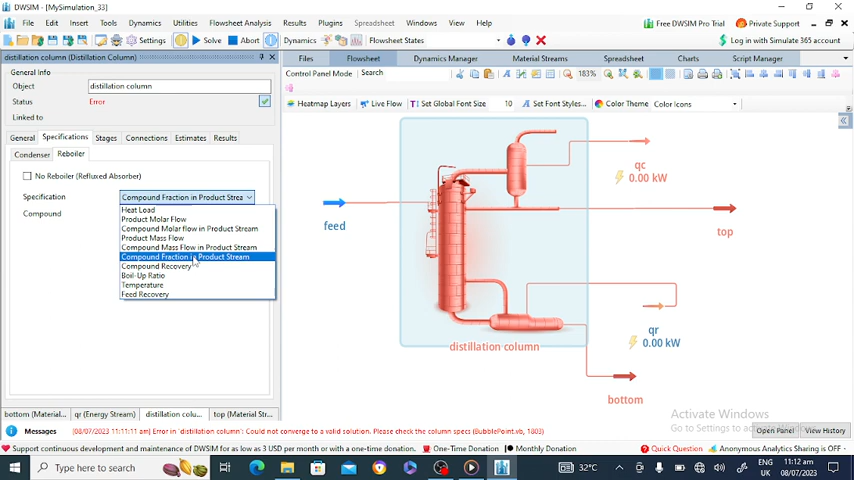 DWSIM - [MySimulation_33]
File Edit Insert Tools Dynamics Utilities Flowsheet Analysis Results Plugins Spreadsheet Windows View Help
Free DWSIM Pro Trial Private Support
Settings Solve Abort Dynamics Flowsheet States
Log in with Simulate 365 account
distillation column (Distillation Column)
Files Flowsheet Dynamics Manager Material Streams Spreadsheet Charts Script Manager
General Info
Control Panel Mode Search 183%
Object distillation column
Status Error
Linked to
Heatmap Layers Live Flow Set Global Font Size 10 Set Font Styles... Color Theme Color Icons
General Specifications Stages Connections Estimates Results
Condenser Reboiler
No Reboiler (Refluxed Absorber)
Specification Compound Fraction in Product Strea
Compound
Heat Load
Product Molar Flow
Compound Molar flow in Product Stream
Product Mass Flow
Compound Mass Flow in Product Stream
Compound Fraction in Product Stream
Compound Recovery
Boil-Up Ratio
Temperature
Feed Recovery
qc
0.00 kW
feed
top
qr
0.00 kW
distillation column
bottom
Activate Windows
Go to Settings to
bottom (Material... qr (Energy Stream) distillation colu... top (Material Str...
Messages [08/07/2023 11:11:11 am] Error in 'distillation column': Could not converge to a valid solution. Please check the column specs (BubblePoint.vb, 1803)
Open Panel View History
Support continuous development and maintenance of DWSIM for as low as 3 USD per month or with a one-time donation. One-Time Donation Monthly Donation Quick Question Anonymous Analytics Sharing is OFF
Type here to search
32°C ENG UK 11:12 am 08/07/2023